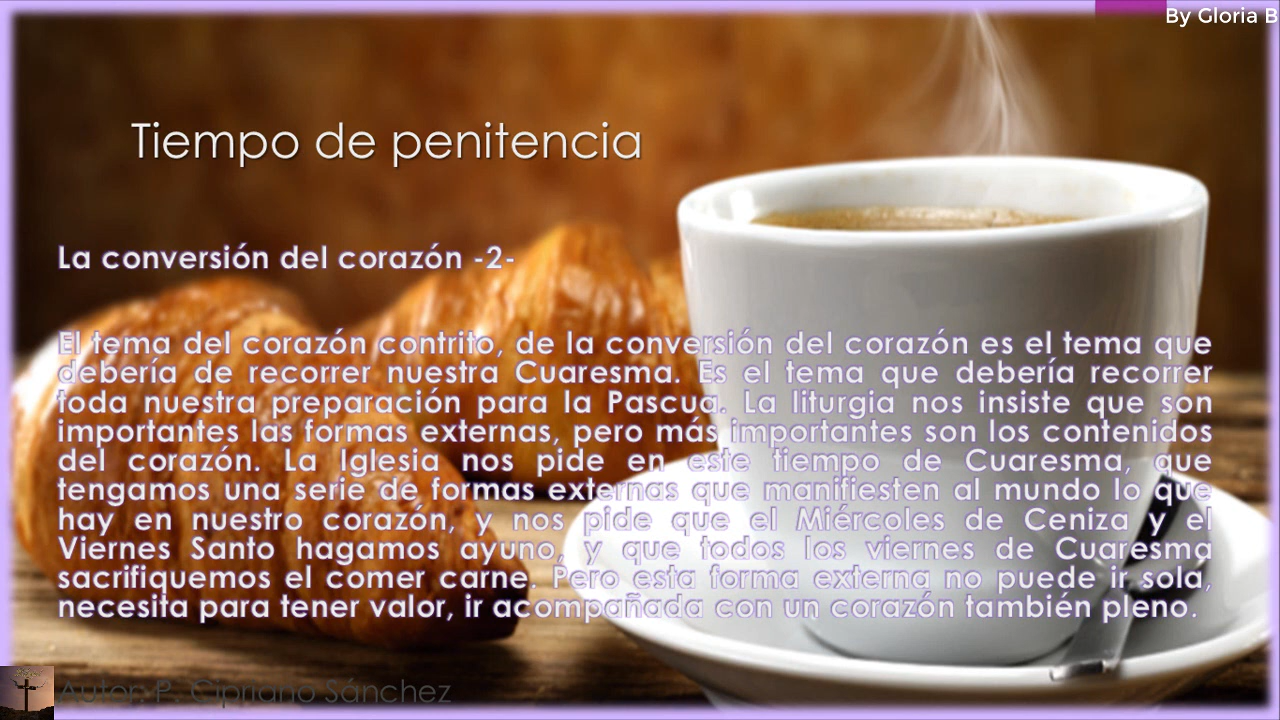 By Gloria B
Tiempo de penitencia
La conversión del corazón -2-
El tema del corazón contrito, de la conversión del corazón es el tema que
debería de recorrer nuestra Cuaresma. Es el tema que debería recorrer
toda nuestra preparación para la Pascua. La liturgia nos insiste que son
importantes las formas externas, pero más importantes son los contenidos
del corazón. La Iglesia nos pide en este tiempo de Cuaresma, que
tengamos una serie de formas externas que manifiesten al mundo lo que
hay en nuestro corazón, y nos pide que el Miércoles de Ceniza y el
Viernes Santo hagamos ayuno, y que todos los viernes de Cuaresma
sacrifiquemos el comer carne. Pero esta forma externa no puede ir sola,
necesita para tener valor, ir acompañada con un corazón también pleno.
Autor: P. Cipriano Sánchez